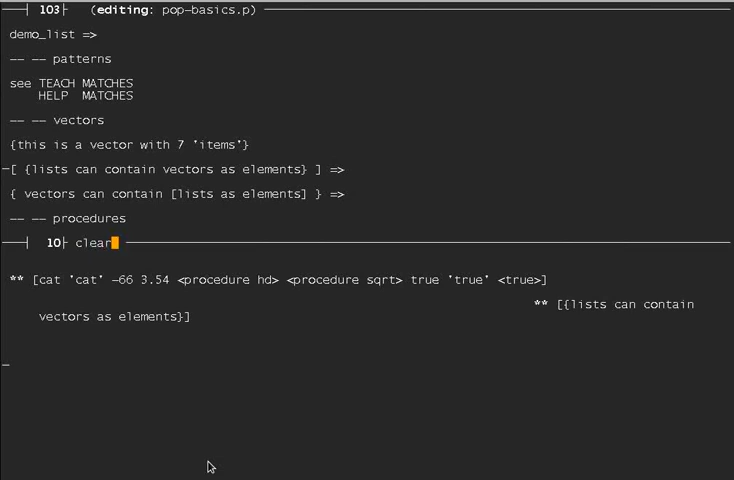 103 (editing: pop-basics.p)
demo_list =>
-- -- patterns
see TEACH MATCHES
HELP MATCHES
-- -- vectors
{this is a vector with 7 'items'}
[ {lists can contain vectors as elements} ] =>
{ vectors can contain [lists as elements] } =>
-- -- procedures
10 clear
** [cat 'cat' -66 3.54 <procedure hd> <procedure sqrt> true 'true' <true>]
** [{lists can contain
vectors as elements}]